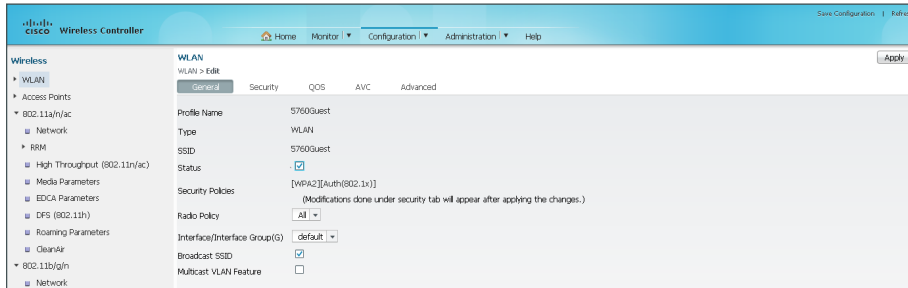 Save Configuration | Refres
cisco Wireless Controller
Home Monitor Configuration Administration Help
Wireless
WLAN
Access Points
802.11a/n/ac
Network
RRM
High Throughput (802.11n/ac)
Media Parameters
EDCA Parameters
DFS (802.11h)
Roaming Parameters
CleanAir
802.11b/g/n
Network
WLAN
WLAN > Edit
Apply
General Security QOS AVC Advanced
Profile Name 5760Guest
Type WLAN
SSID 5760Guest
Status
Security Policies [WPA2][Auth(802.1x)]
(Modifications done under security tab will appear after applying the changes.)
Radio Policy All
Interface/Interface Group(G) default
Broadcast SSID
Multicast VLAN Feature